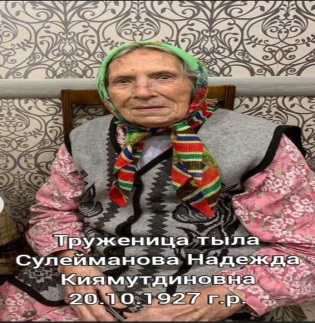 Труженица тыла
Сулейманова Надежда
Киямутдиновна
20.10.1927 г.р.